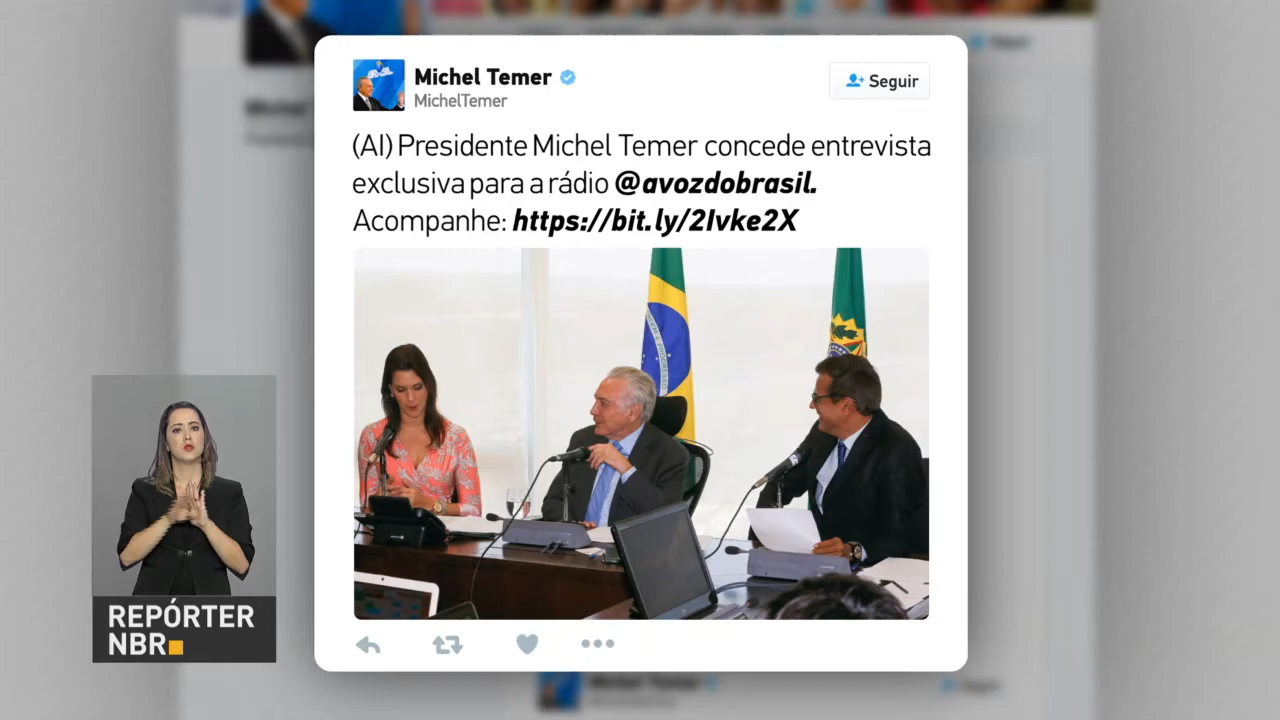 Michel Temer
MichelTemer
Seguir
(AI) Presidente Michel Temer concede entrevista
exclusiva para a rádio @avozdobrasil.
Acompanhe: https://bit.ly/2Ivke2X
REPÓRTER
NBR